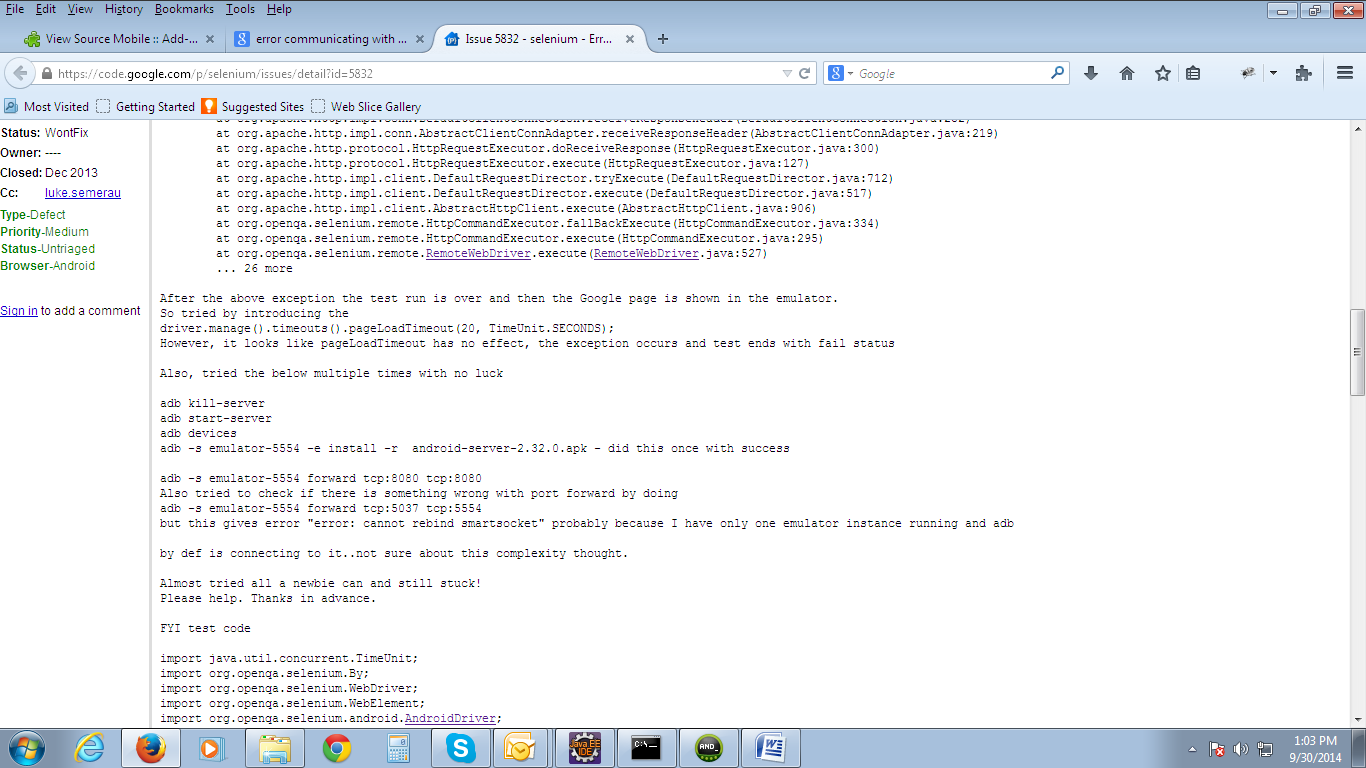 File Edit View History Bookmarks Tools Help
View Source Mobile :: Add-...
error communicating with ...
Issue 5832 - selenium - Err...
https://code.google.com/p/selenium/issues/detail?id=5832
Google
Most Visited Getting Started Suggested Sites Web Slice Gallery
Status: WontFix
Owner: ----
Closed: Dec 2013
Cc: luke.semerau
Type-Defect
Priority-Medium
Status-Untriaged
Browser-Android
Sign in to add a comment
at org.apache.http.impl.conn.AbstractClientConnAdapter.receiveResponseHeader(AbstractClientConnAdapter.java:219)
at org.apache.http.protocol.HttpRequestExecutor.doReceiveResponse(HttpRequestExecutor.java:300)
at org.apache.http.protocol.HttpRequestExecutor.execute(HttpRequestExecutor.java:127)
at org.apache.http.impl.client.DefaultRequestDirector.tryExecute(DefaultRequestDirector.java:712)
at org.apache.http.impl.client.DefaultRequestDirector.execute(DefaultRequestDirector.java:517)
at org.apache.http.impl.client.AbstractHttpClient.execute(AbstractHttpClient.java:906)
at org.openqa.selenium.remote.HttpCommandExecutor.fallBackExecute(HttpCommandExecutor.java:334)
at org.openqa.selenium.remote.HttpCommandExecutor.execute(HttpCommandExecutor.java:295)
at org.openqa.selenium.remote.RemoteWebDriver.execute(RemoteWebDriver.java:527)
... 26 more
After the above exception the test run is over and then the Google page is shown in the emulator.
So tried by introducing the
driver.manage().timeouts().pageLoadTimeout(20, TimeUnit.SECONDS);
However, it looks like pageLoadTimeout has no effect, the exception occurs and test ends with fail status
Also, tried the below multiple times with no luck
adb kill-server
adb start-server
adb devices
adb -s emulator-5554 -e install -r  android-server-2.32.0.apk - did this once with success
adb -s emulator-5554 forward tcp:8080 tcp:8080
Also tried to check if there is something wrong with port forward by doing
adb -s emulator-5554 forward tcp:5037 tcp:5554
but this gives error "error: cannot rebind smartsocket" probably because I have only one emulator instance running and adb
by def is connecting to it..not sure about this complexity thought.
Almost tried all a newbie can and still stuck!
Please help. Thanks in advance.
FYI test code
import java.util.concurrent.TimeUnit;
import org.openqa.selenium.By;
import org.openqa.selenium.WebDriver;
import org.openqa.selenium.WebElement;
import org.openqa.selenium.android.AndroidDriver;
Java EE
IDE
C:\
AND_
1:03 PM
9/30/2014